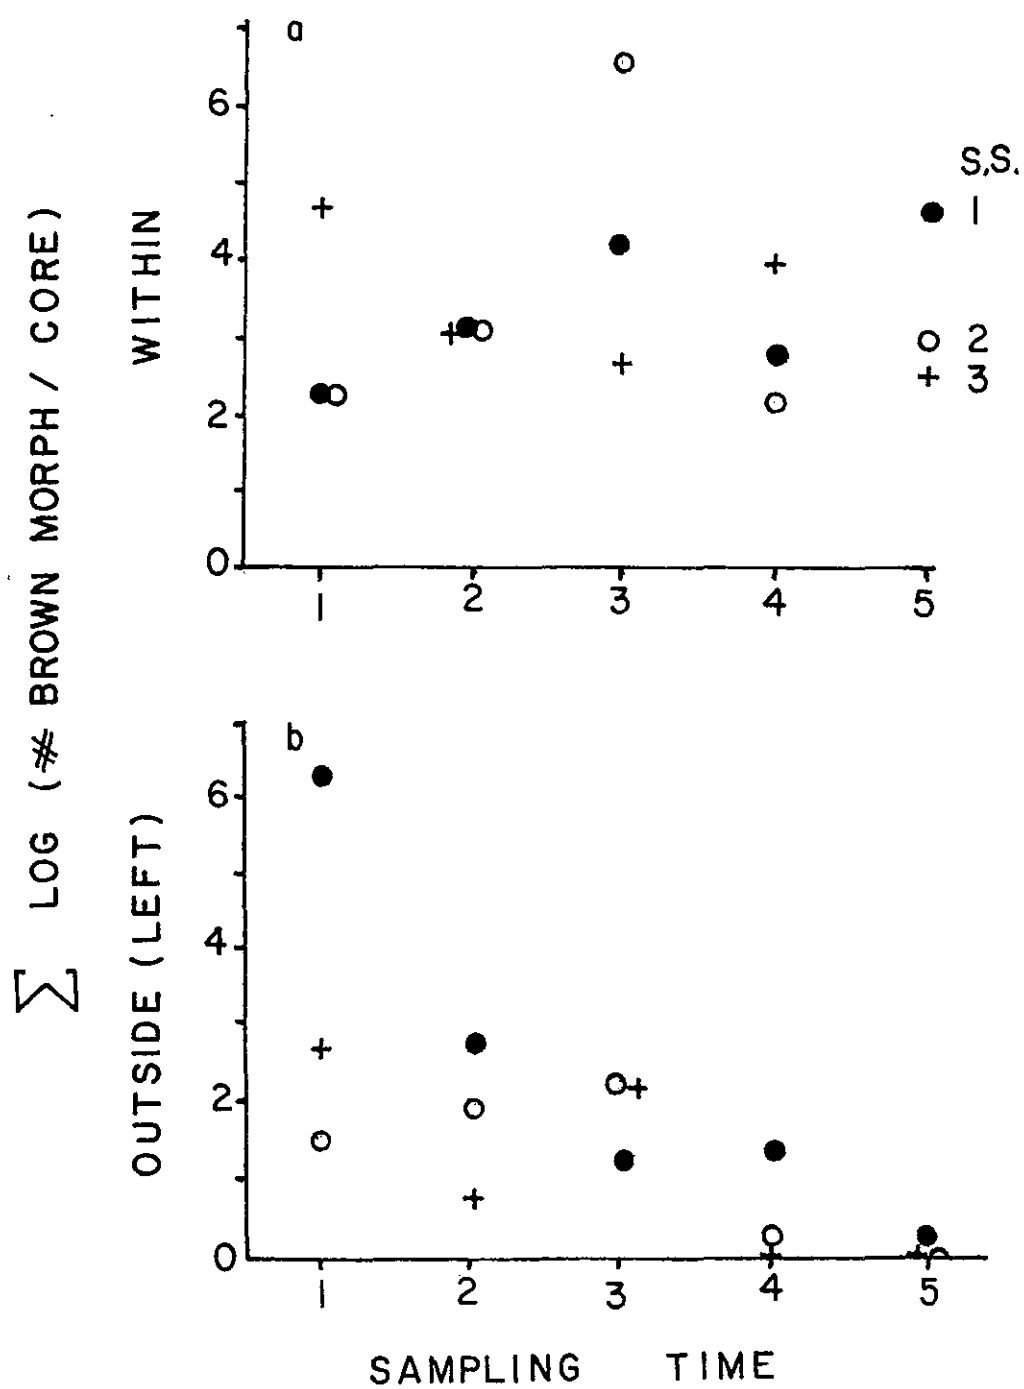 Σ LOG (# BROWN MORPH / CORE)
WITHIN
a
6
4
2
0
1 2 3 4 5
S.S.
1
2
3
OUTSIDE (LEFT)
b
6
4
2
0
1 2 3 4 5
SAMPLING TIME